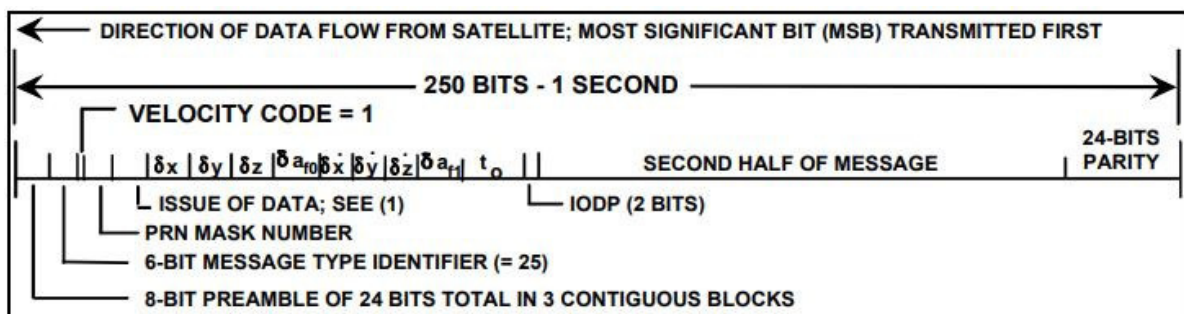 DIRECTION OF DATA FLOW FROM SATELLITE; MOST SIGNIFICANT BIT (MSB) TRANSMITTED FIRST
250 BITS - 1 SECOND
VELOCITY CODE = 1
δx δy δz δa_f0 δẋ δẏ δż δa_f1 t_o SECOND HALF OF MESSAGE 24-BITS PARITY
ISSUE OF DATA; SEE (1) IODP (2 BITS)
PRN MASK NUMBER
6-BIT MESSAGE TYPE IDENTIFIER (= 25)
8-BIT PREAMBLE OF 24 BITS TOTAL IN 3 CONTIGUOUS BLOCKS